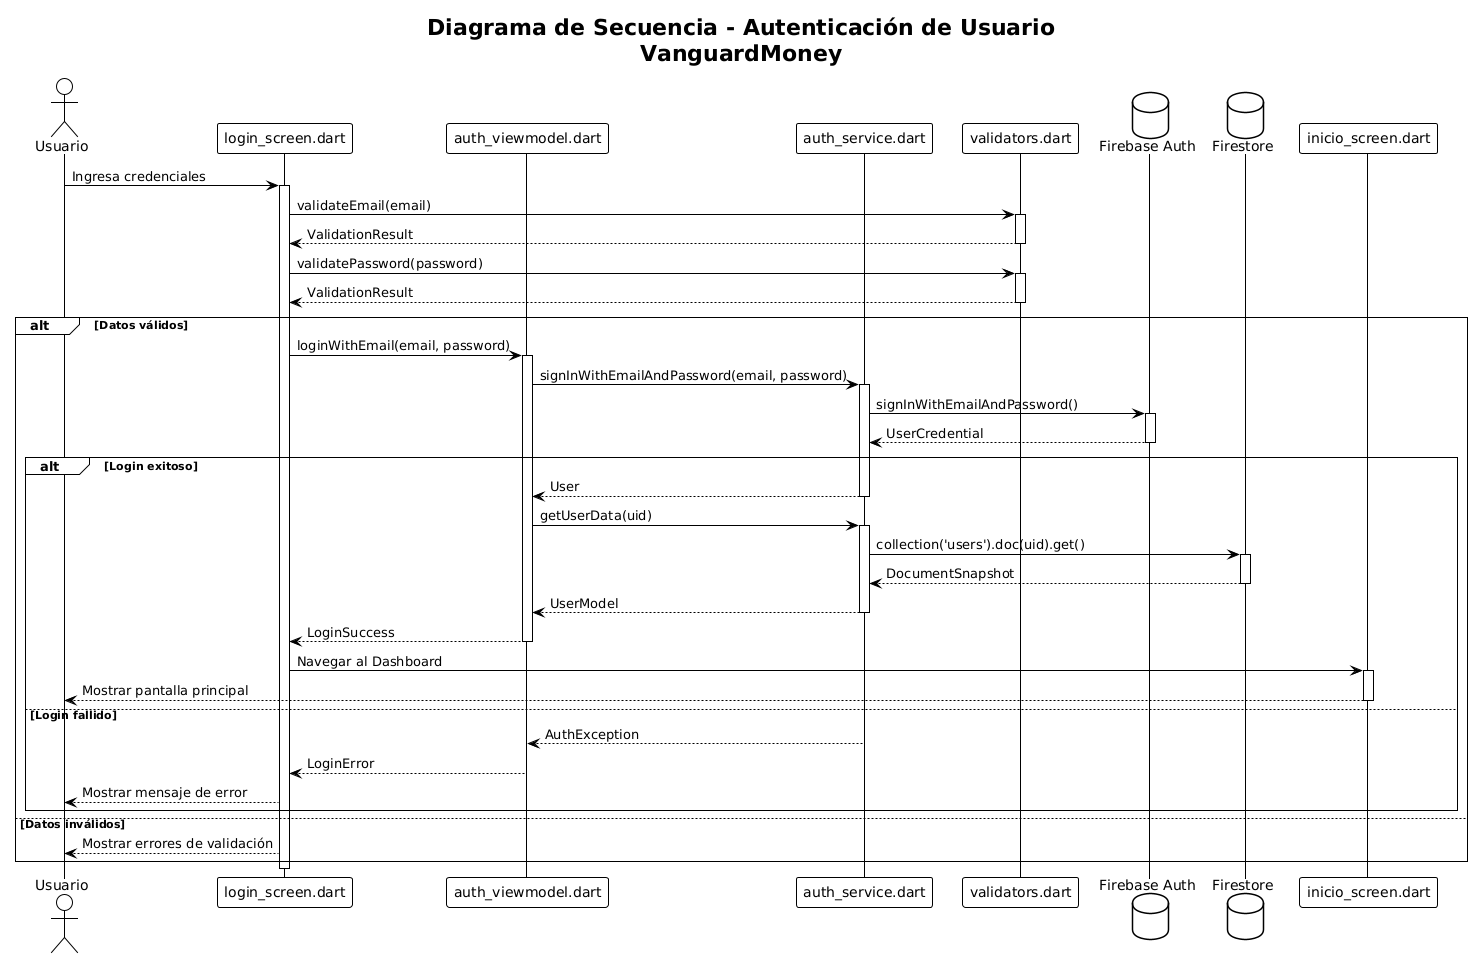 Diagrama de Secuencia - Autenticación de Usuario
VanguardMoney
Usuario
login_screen.dart
auth_viewmodel.dart
auth_service.dart
validators.dart
Firebase Auth
Firestore
inicio_screen.dart
Ingresa credenciales
validateEmail(email)
ValidationResult
validatePassword(password)
ValidationResult
alt [Datos válidos]
loginWithEmail(email, password)
signInWithEmailAndPassword(email, password)
signInWithEmailAndPassword()
UserCredential
alt [Login exitoso]
User
getUserData(uid)
collection('users').doc(uid).get()
DocumentSnapshot
UserModel
LoginSuccess
Navegar al Dashboard
Mostrar pantalla principal
[Login fallido]
AuthException
LoginError
Mostrar mensaje de error
[Datos inválidos]
Mostrar errores de validación
Usuario
login_screen.dart
auth_viewmodel.dart
auth_service.dart
validators.dart
Firebase Auth
Firestore
inicio_screen.dart